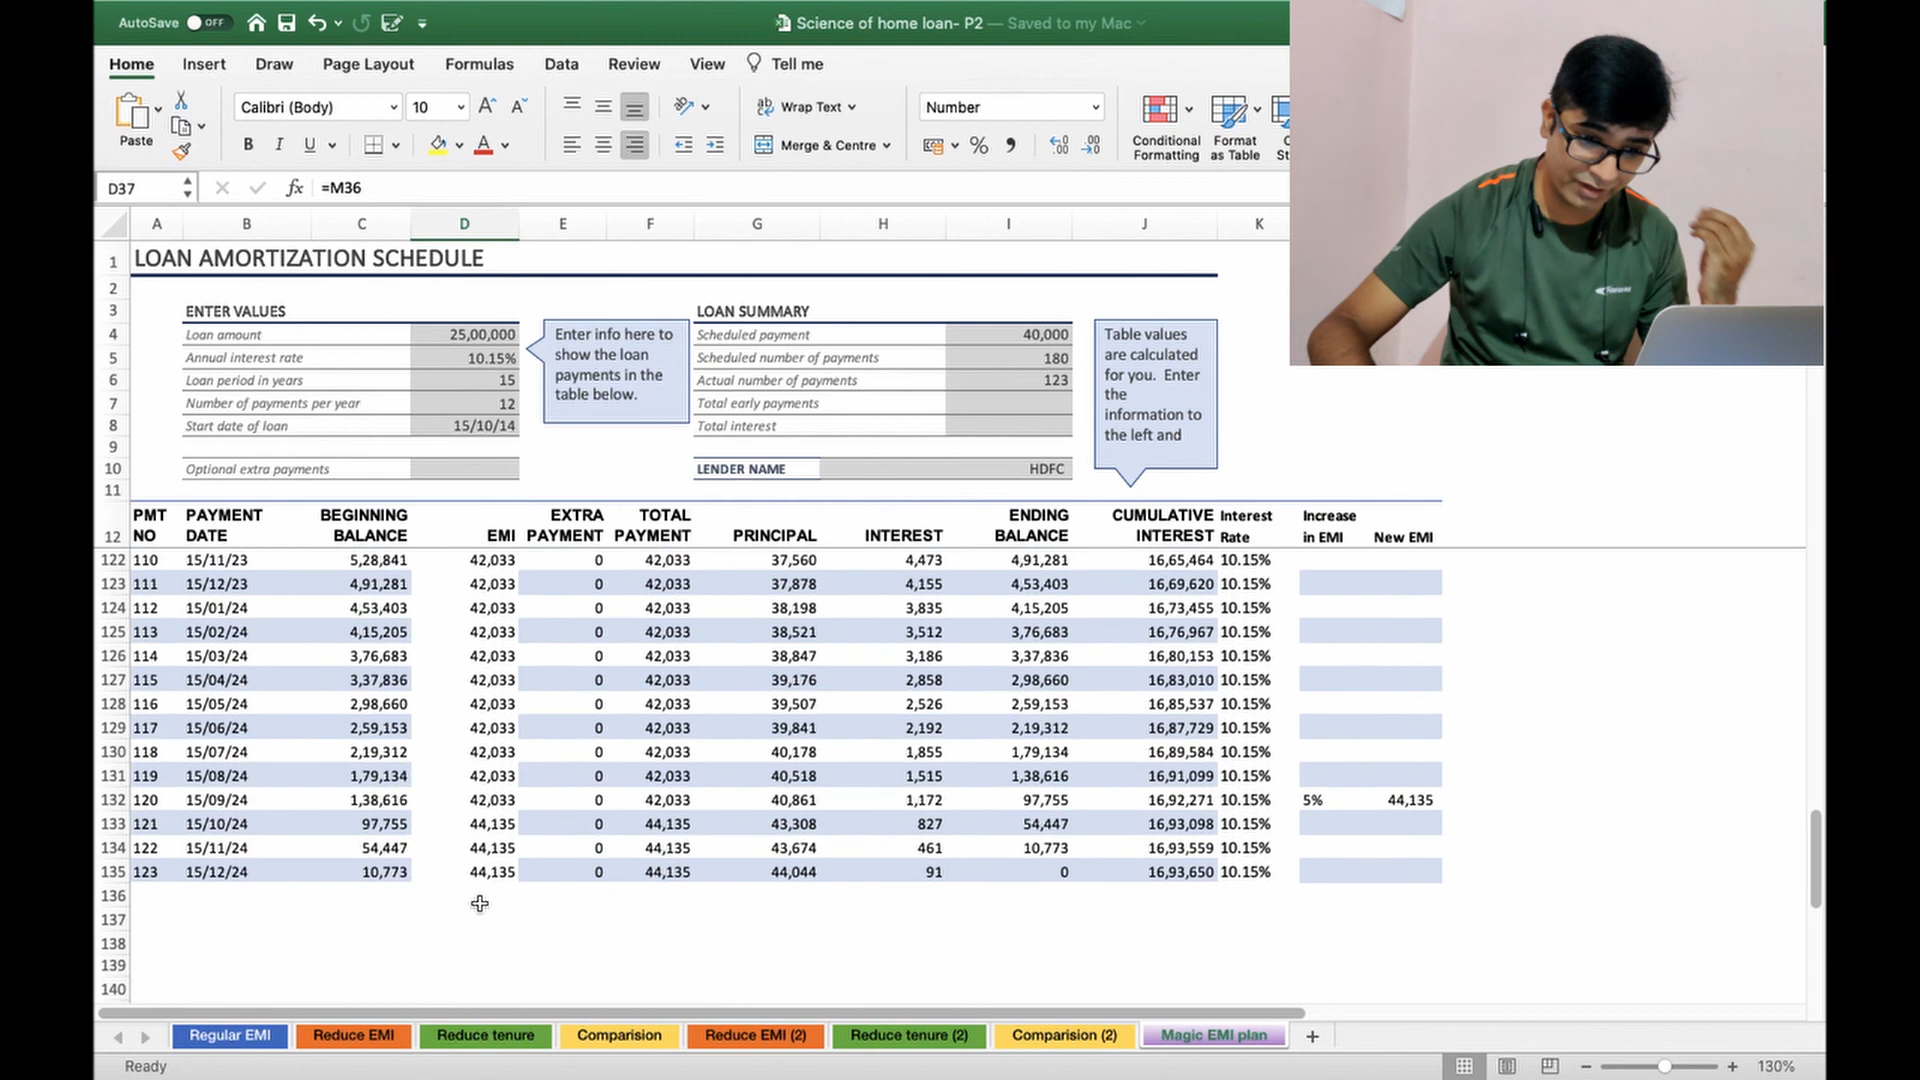 AutoSave OFF
Science of home loan- P2 — Saved to my Mac
Home Insert Draw Page Layout Formulas Data Review View Tell me
Paste
Calibri (Body) 10
Wrap Text
Number
B I U
Merge & Centre
Conditional Formatting
Format as Table
D37 fx =M36
A B C D E F G H I J K
1 LOAN AMORTIZATION SCHEDULE
2
3 ENTER VALUES LOAN SUMMARY
4 Loan amount 25,00,000 Scheduled payment 40,000
5 Annual interest rate 10.15% Scheduled number of payments 180
6 Loan period in years 15 Actual number of payments 123
7 Number of payments per year 12 Total early payments
8 Start date of loan 15/10/14 Total interest
9
10 Optional extra payments LENDER NAME HDFC
11
Enter info here to
show the loan
payments in the
table below.
Table values
are calculated
for you. Enter
the
information to
the left and
12 PMT NO PAYMENT DATE BEGINNING BALANCE EMI EXTRA PAYMENT TOTAL PAYMENT PRINCIPAL INTEREST ENDING BALANCE CUMULATIVE INTEREST Interest Rate Increase in EMI New EMI
122 110 15/11/23 5,28,841 42,033 0 42,033 37,560 4,473 4,91,281 16,65,464 10.15%
123 111 15/12/23 4,91,281 42,033 0 42,033 37,878 4,155 4,53,403 16,69,620 10.15%
124 112 15/01/24 4,53,403 42,033 0 42,033 38,198 3,835 4,15,205 16,73,455 10.15%
125 113 15/02/24 4,15,205 42,033 0 42,033 38,521 3,512 3,76,683 16,76,967 10.15%
126 114 15/03/24 3,76,683 42,033 0 42,033 38,847 3,186 3,37,836 16,80,153 10.15%
127 115 15/04/24 3,37,836 42,033 0 42,033 39,176 2,858 2,98,660 16,83,010 10.15%
128 116 15/05/24 2,98,660 42,033 0 42,033 39,507 2,526 2,59,153 16,85,537 10.15%
129 117 15/06/24 2,59,153 42,033 0 42,033 39,841 2,192 2,19,312 16,87,729 10.15%
130 118 15/07/24 2,19,312 42,033 0 42,033 40,178 1,855 1,79,134 16,89,584 10.15%
131 119 15/08/24 1,79,134 42,033 0 42,033 40,518 1,515 1,38,616 16,91,099 10.15%
132 120 15/09/24 1,38,616 42,033 0 42,033 40,861 1,172 97,755 16,92,271 10.15% 5% 44,135
133 121 15/10/24 97,755 44,135 0 44,135 43,308 827 54,447 16,93,098 10.15%
134 122 15/11/24 54,447 44,135 0 44,135 43,674 461 10,773 16,93,559 10.15%
135 123 15/12/24 10,773 44,135 0 44,135 44,044 91 0 16,93,650 10.15%
136
137
138
139
140
Regular EMI Reduce EMI Reduce tenure Comparision Reduce EMI (2) Reduce tenure (2) Comparision (2) Magic EMI plan
Ready 130%